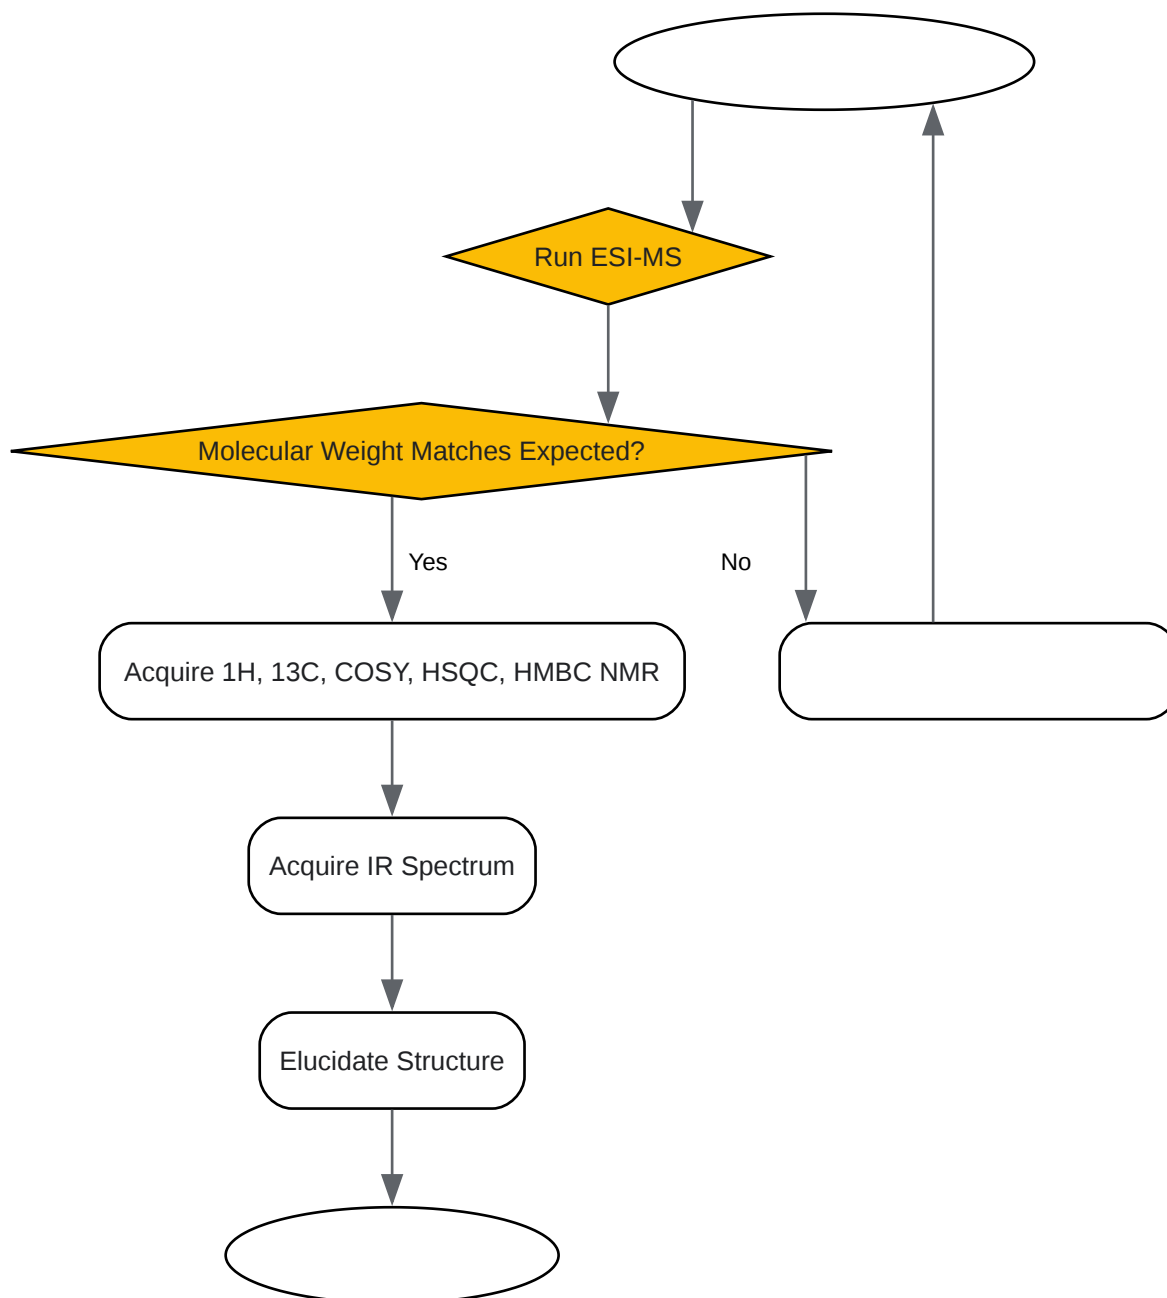 Run ESI-MS
Molecular Weight Matches Expected?
Yes
No
Acquire 1H, 13C, COSY, HSQC, HMBC NMR
Acquire IR Spectrum
Elucidate Structure